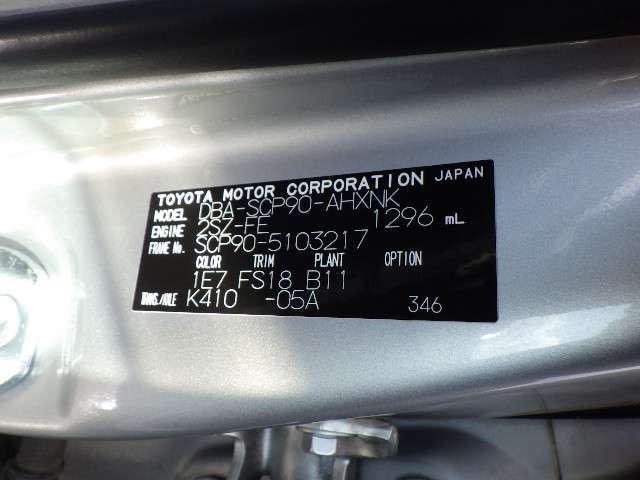 TOYOTA MOTOR CORPORATION JAPAN
MODEL DBA-SCP90-AHXNK
ENGINE 2SZ-FE 1296 mL
FRAME No. SCP90-5103217
COLOR TRIM PLANT OPTION
1E7 FS18 B11
TRANS./AXLE K410 -05A 346